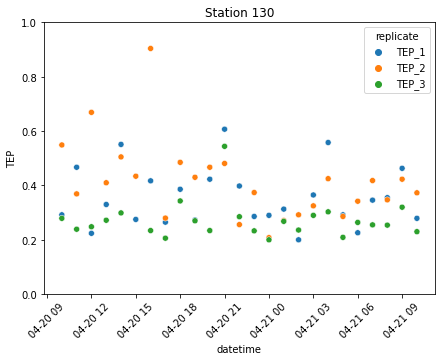 Station 130
replicate
TEP_1
TEP_2
TEP_3
TEP
1.0
0.8
0.6
0.4
0.2
0.0
04-20 09
04-20 12
04-20 15
04-20 18
04-20 21
04-21 00
04-21 03
04-21 06
04-21 09
datetime